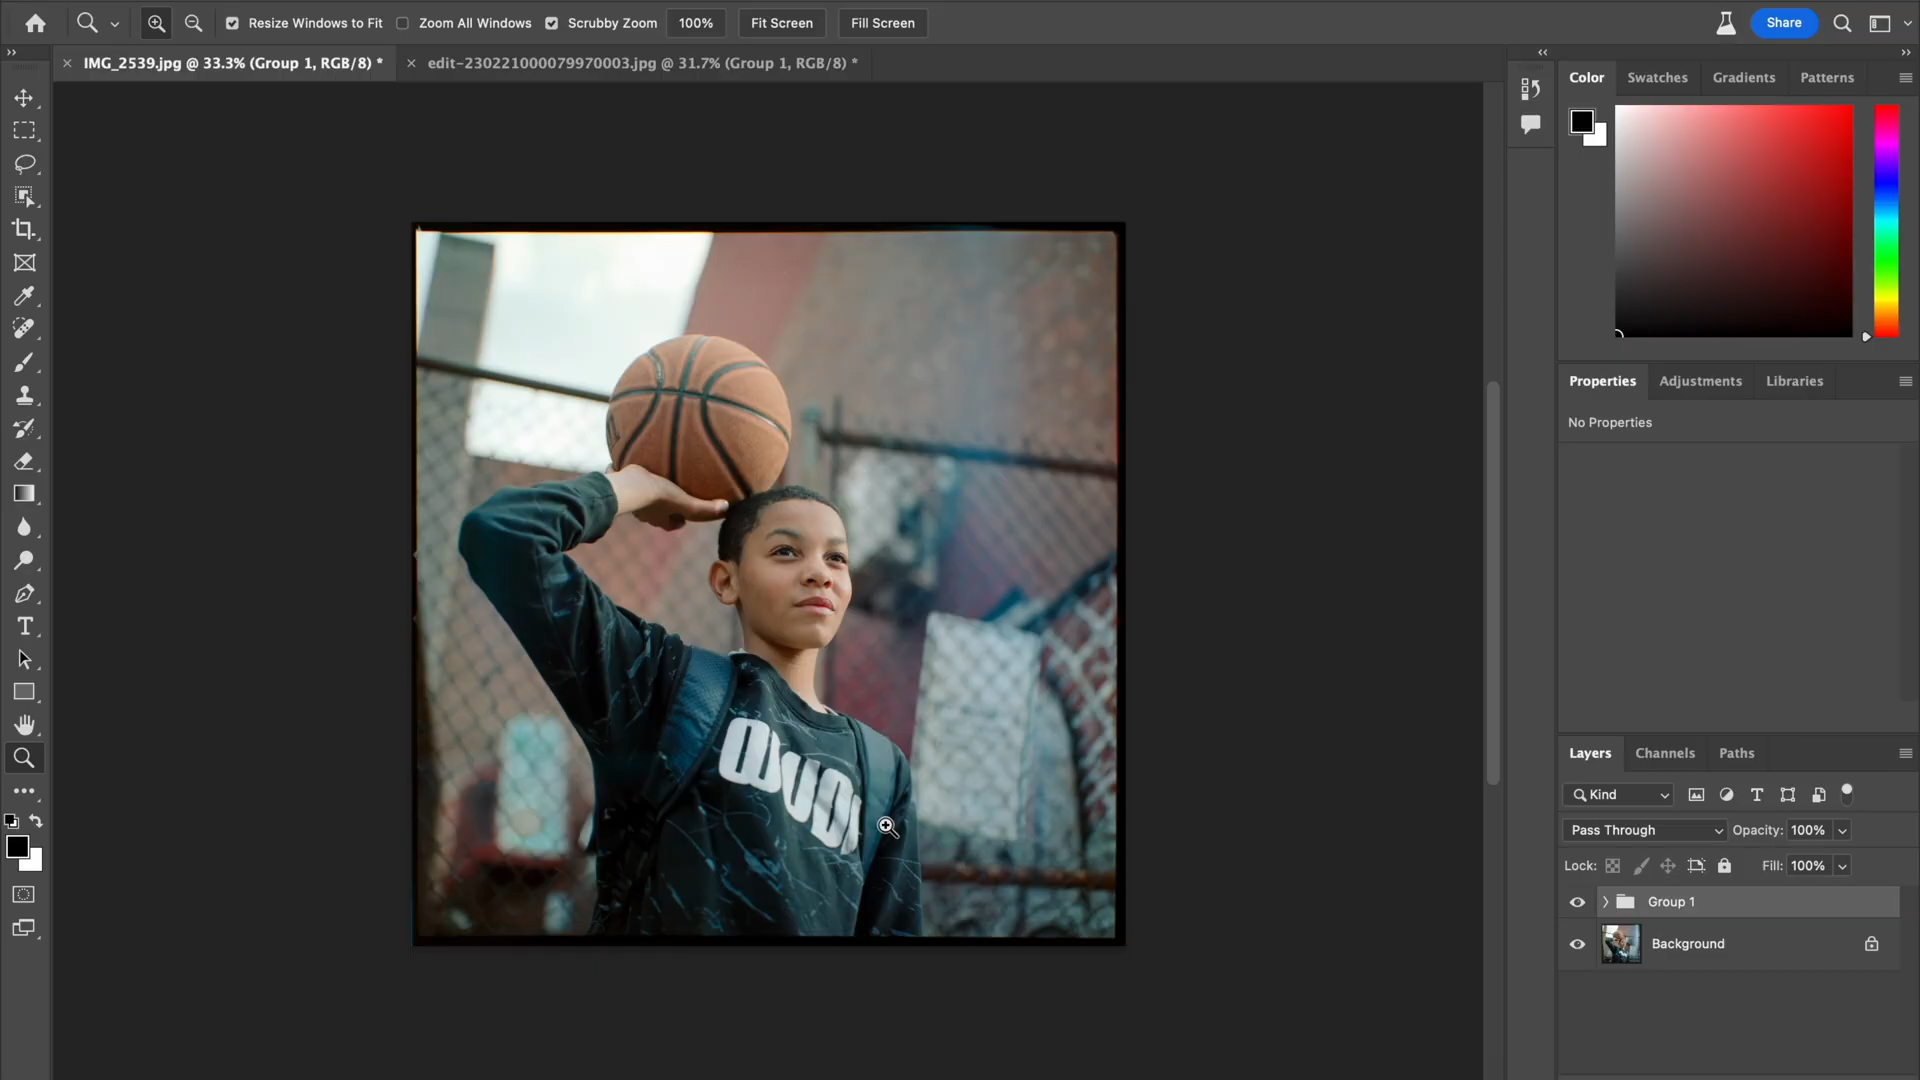 Resize Windows to Fit
Zoom All Windows
Scrubby Zoom
100%
Fit Screen
Fill Screen
Share
IMG_2539.jpg @ 33.3% (Group 1, RGB/8) *
edit-230221000079970003.jpg @ 31.7% (Group 1, RGB/8) *
Color
Swatches
Gradients
Patterns
Properties
Adjustments
Libraries
No Properties
Layers
Channels
Paths
Kind
Pass Through
Opacity: 100%
Lock:
Fill: 100%
Group 1
Background